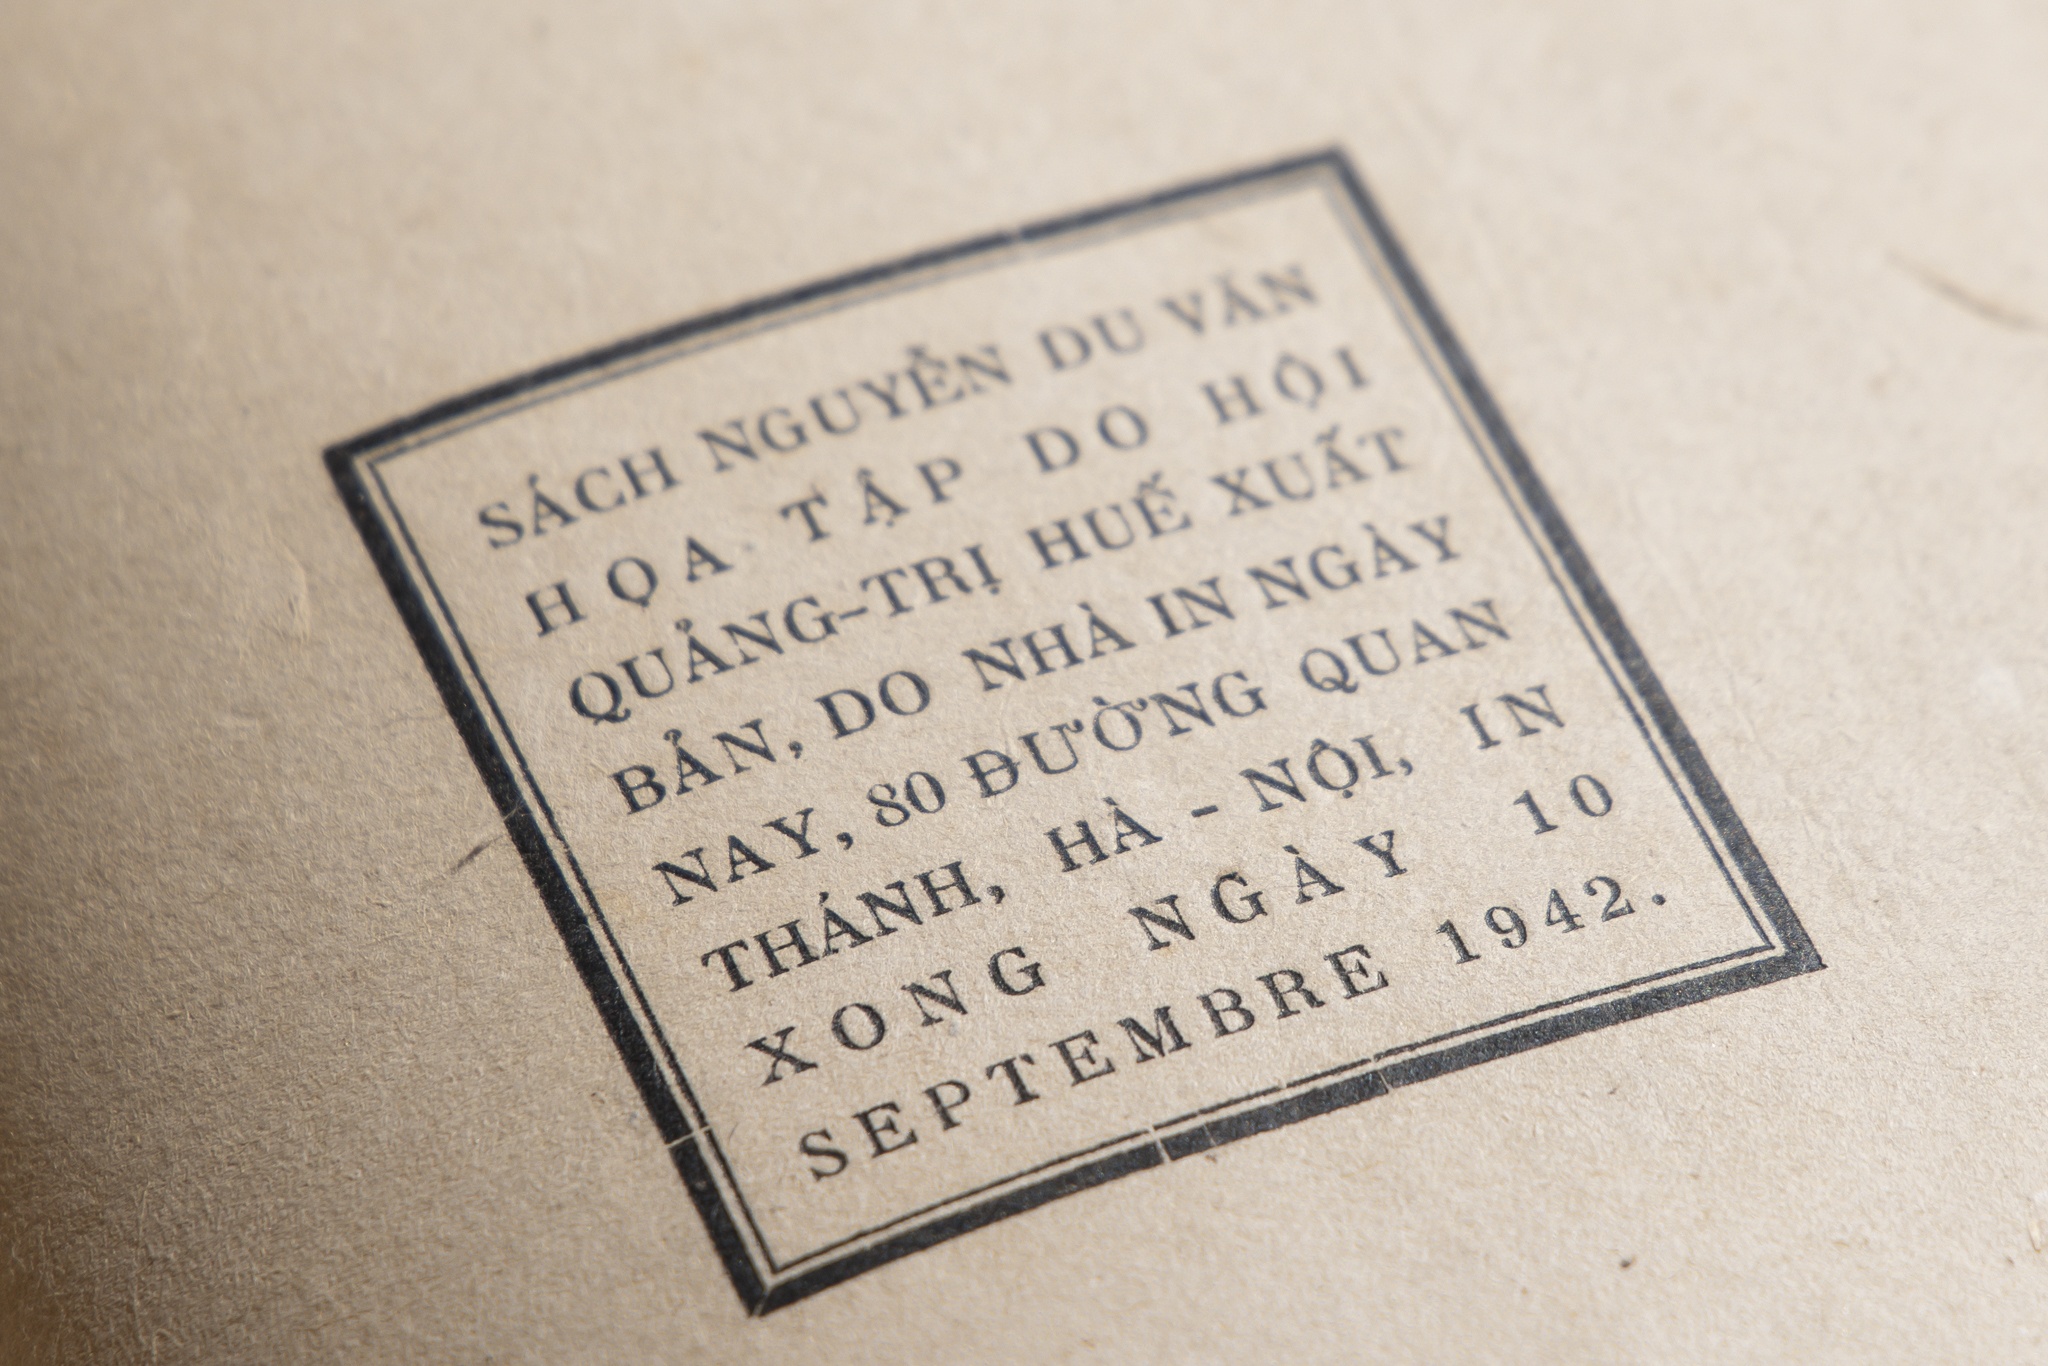 SÁCH NGUYỄN DU VĂN
HỌA TẬP DO HỘI
QUẢNG-TRỊ HUẾ XUẤT
BẢN, DO NHÀ IN NGÀY
NAY, 80 ĐƯỜNG QUAN
THÁNH, HÀ - NỘI, IN
XONG NGÀY 10
SEPTEMBRE 1942.